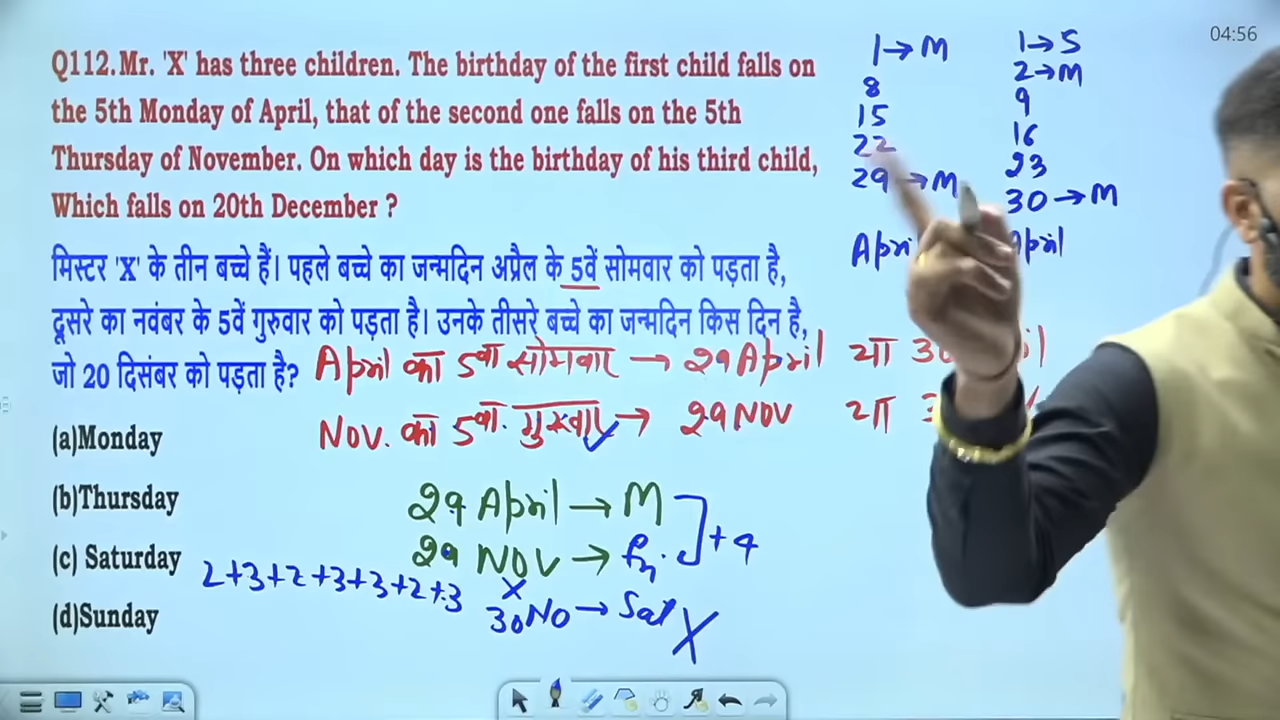 04:56
Q112.Mr. 'X' has three children. The birthday of the first child falls on
the 5th Monday of April, that of the second one falls on the 5th
Thursday of November. On which day is the birthday of his third child,
Which falls on 20th December ?
मिस्टर 'X' के तीन बच्चे हैं। पहले बच्चे का जन्मदिन अप्रैल के 5वें सोमवार को पड़ता है,
दूसरे का नवंबर के 5वें गुरुवार को पड़ता है। उनके तीसरे बच्चे का जन्मदिन किस दिन है,
जो 20 दिसंबर को पड़ता है?
April का 5वा सोमवार → 29 April या
Nov. का 5वा. गुरुवार → 29 Nov या
(a)Monday
(b)Thursday
(c) Saturday
(d)Sunday
29 April → M
29 NOV → fri.
+4
2+3+2+3+3+2+3
30 No → Sat X
1→M
8
15
22
29 → M
April
1→S
2→M
9
16
23
30 → M
April